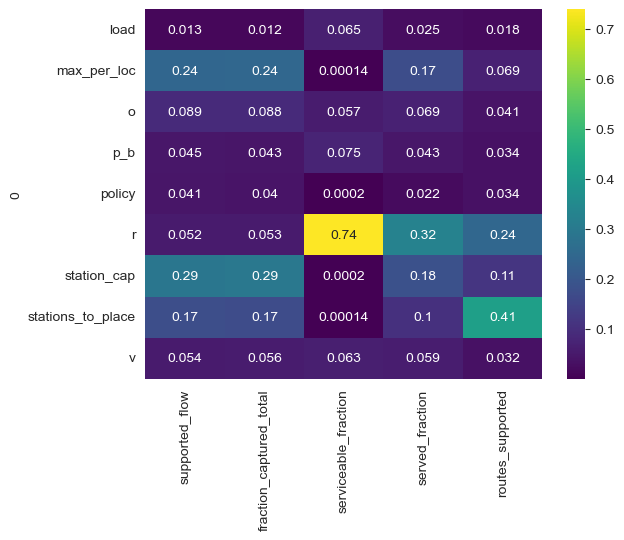 load 0.013 0.012 0.065 0.025 0.018
max_per_loc 0.24 0.24 0.00014 0.17 0.069
o 0.089 0.088 0.057 0.069 0.041
p_b 0.045 0.043 0.075 0.043 0.034
policy 0.041 0.04 0.0002 0.022 0.034
r 0.052 0.053 0.74 0.32 0.24
station_cap 0.29 0.29 0.0002 0.18 0.11
stations_to_place 0.17 0.17 0.00014 0.1 0.41
v 0.054 0.056 0.063 0.059 0.032
0
supported_flow
fraction_captured_total
serviceable_fraction
served_fraction
routes_supported
0.7
0.6
0.5
0.4
0.3
0.2
0.1